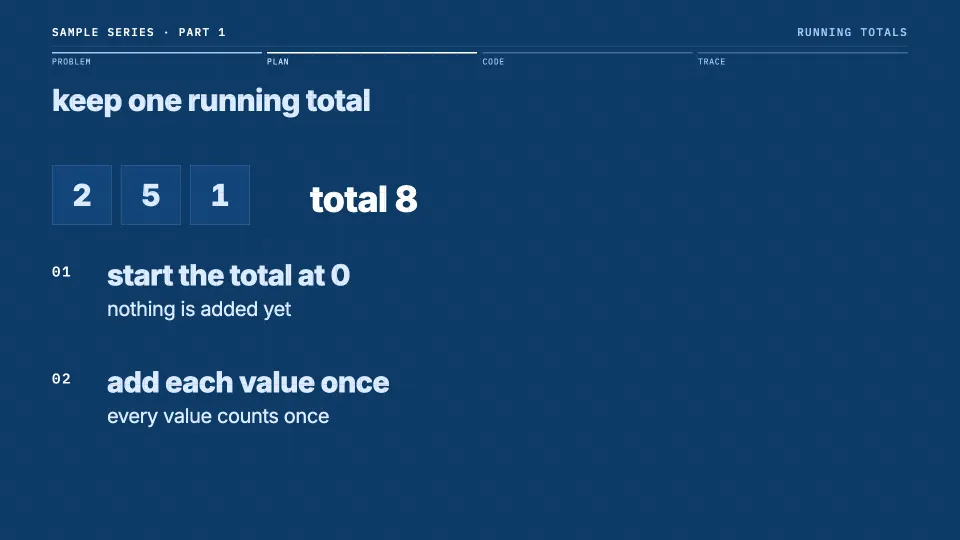 SAMPLE SERIES · PART 1
RUNNING TOTALS
PROBLEM
PLAN
CODE
TRACE
keep one running total
2 5 1
total 8
01
start the total at 0
nothing is added yet
02
add each value once
every value counts once